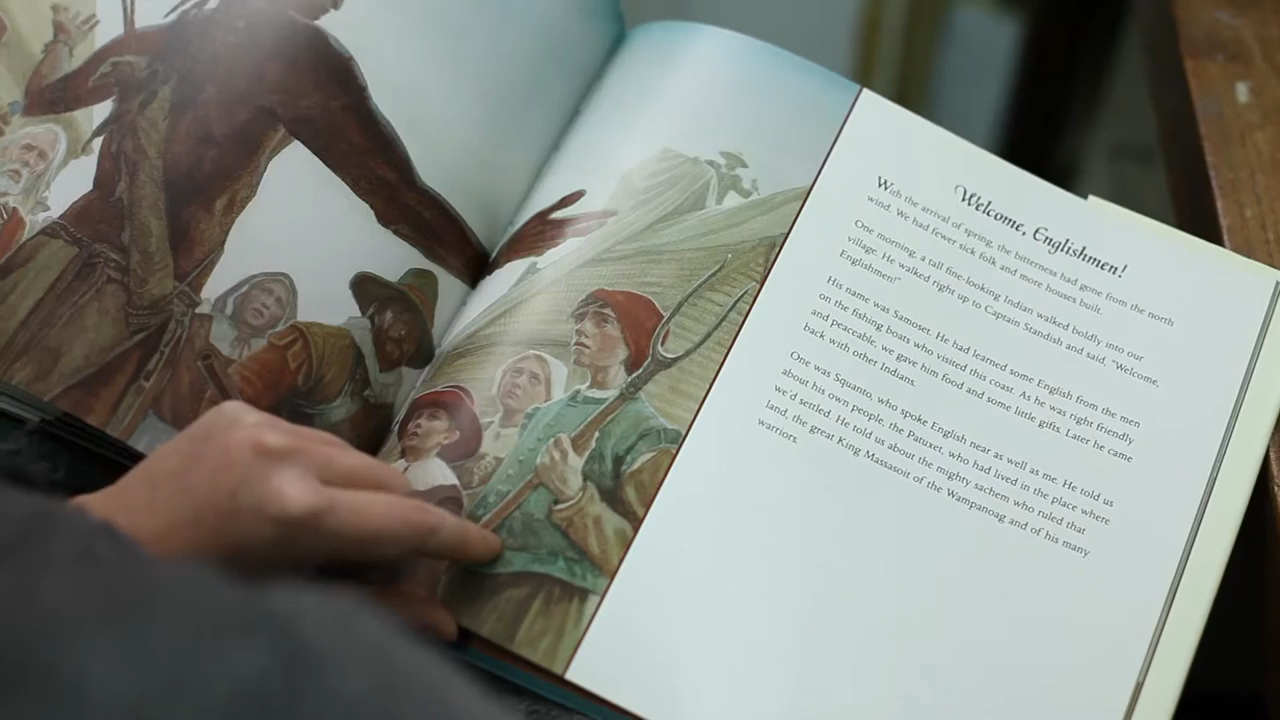 Welcome, Englishmen!
With the arrival of spring, the bitterness had gone from the north
wind. We had fewer sick folk and more houses built.
One morning, a tall fine-looking Indian walked boldly into our
village. He walked right up to Captain Standish and said, "Welcome,
Englishmen!"
His name was Samoset. He had learned some English from the men
on the fishing boats who visited this coast. As he was right friendly
and peaceable, we gave him food and some little gifts. Later he came
back with other Indians.
One was Squanto, who spoke English near as well as me. He told us
about his own people, the Patuxet, who had lived in the place where
we'd settled. He told us about the mighty sachem who ruled that
land, the great King Massasoit of the Wampanoag and of his many
warriors.